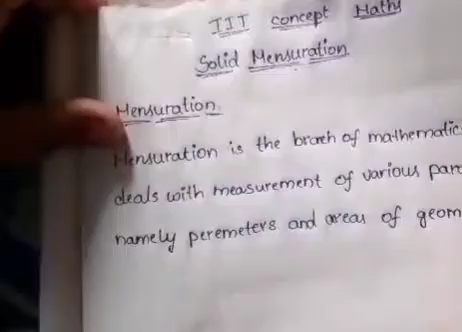 IIT concept Maths
Solid Mensuration.
Mensuration.
Mensuration is the brach of mathematic
deals with measurement of various par
namely peremeters and areas of geom